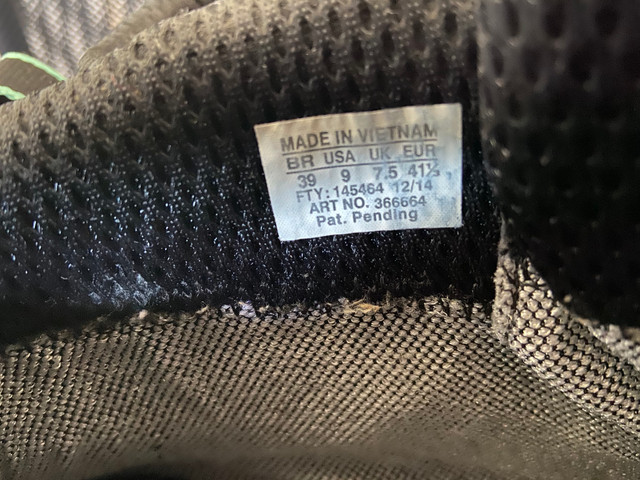 MADE IN VIETNAM
BR USA UK EUR
39 9 7.5 41⅓
FTY: 145464 12/14
ART NO. 366664
Pat. Pending